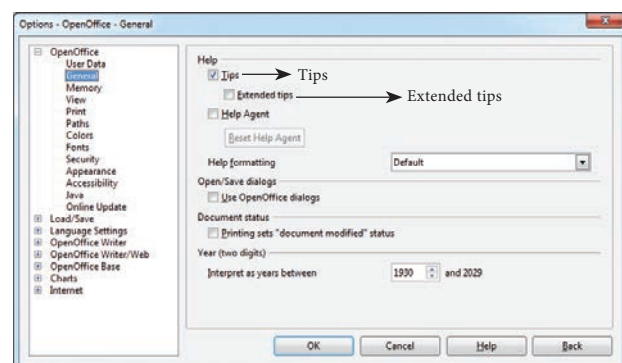 Options - OpenOffice - General
OpenOffice
User Data
General
Memory
View
Print
Paths
Colors
Fonts
Security
Appearance
Accessibility
Java
Online Update
Load/Save
Language Settings
OpenOffice Writer
OpenOffice Writer/Web
OpenOffice Base
Charts
Internet
Help
Tips
Tips
Extended tips
Extended tips
Help Agent
Reset Help Agent
Help formatting Default
Open/Save dialogs
Use OpenOffice dialogs
Document status
Printing sets "document modified" status
Year (two digits)
Interpret as years between 1930 and 2029
OK Cancel Help Back